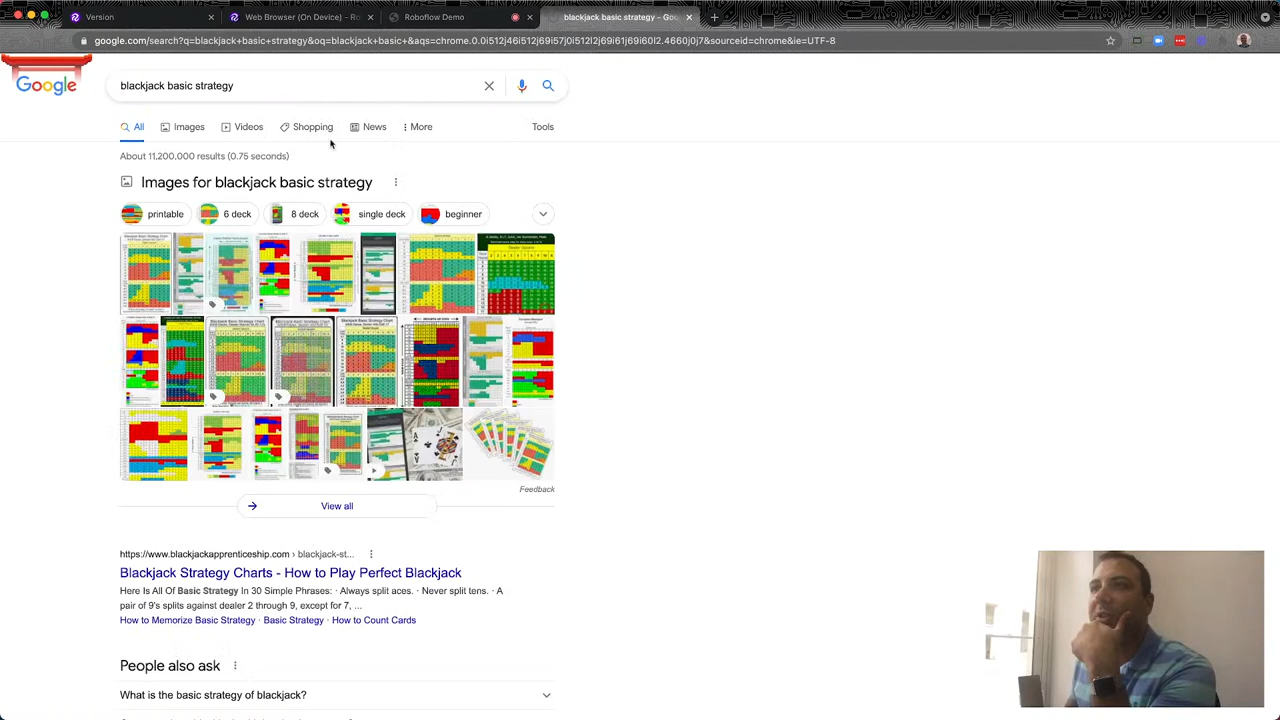 Version
Web Browser (On Device) - Ro
Roboflow Demo
blackjack basic strategy - Goo
google.com/search?q=blackjack+basic+strategy&oq=blackjack+basic+&aqs=chrome.0.0i512j46i512j69i57j0i512l2j69i61j69i60l2.4660j0j7&sourceid=chrome&ie=UTF-8
Google
blackjack basic strategy
All
Images
Videos
Shopping
News
More
Tools
About 11,200,000 results (0.75 seconds)
Images for blackjack basic strategy
printable
6 deck
8 deck
single deck
beginner
Feedback
View all
https://www.blackjackapprenticeship.com › blackjack-st...
Blackjack Strategy Charts - How to Play Perfect Blackjack
Here Is All Of Basic Strategy In 30 Simple Phrases: · Always split aces. · Never split tens. · A
pair of 9's splits against dealer 2 through 9, except for 7, ...
How to Memorize Basic Strategy · Basic Strategy · How to Count Cards
People also ask
What is the basic strategy of blackjack?